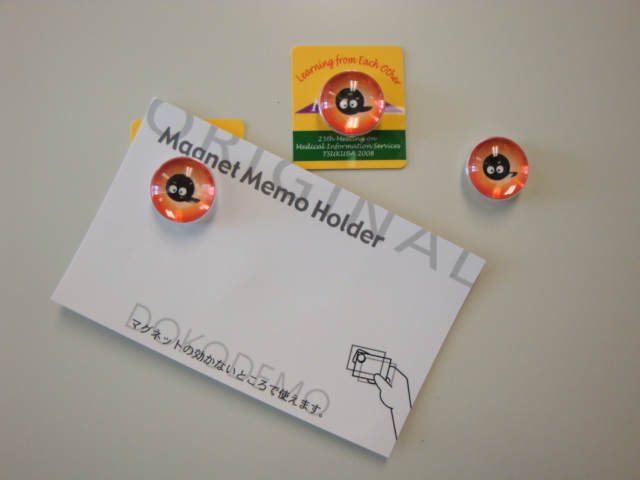 Learning from Each Other
25th Meeting on
Medical Information Services
TSUKUBA 2008
ORIGINAL
Magnet Memo Holder
DOKODEMO
マグネットの効かないところで使えます。